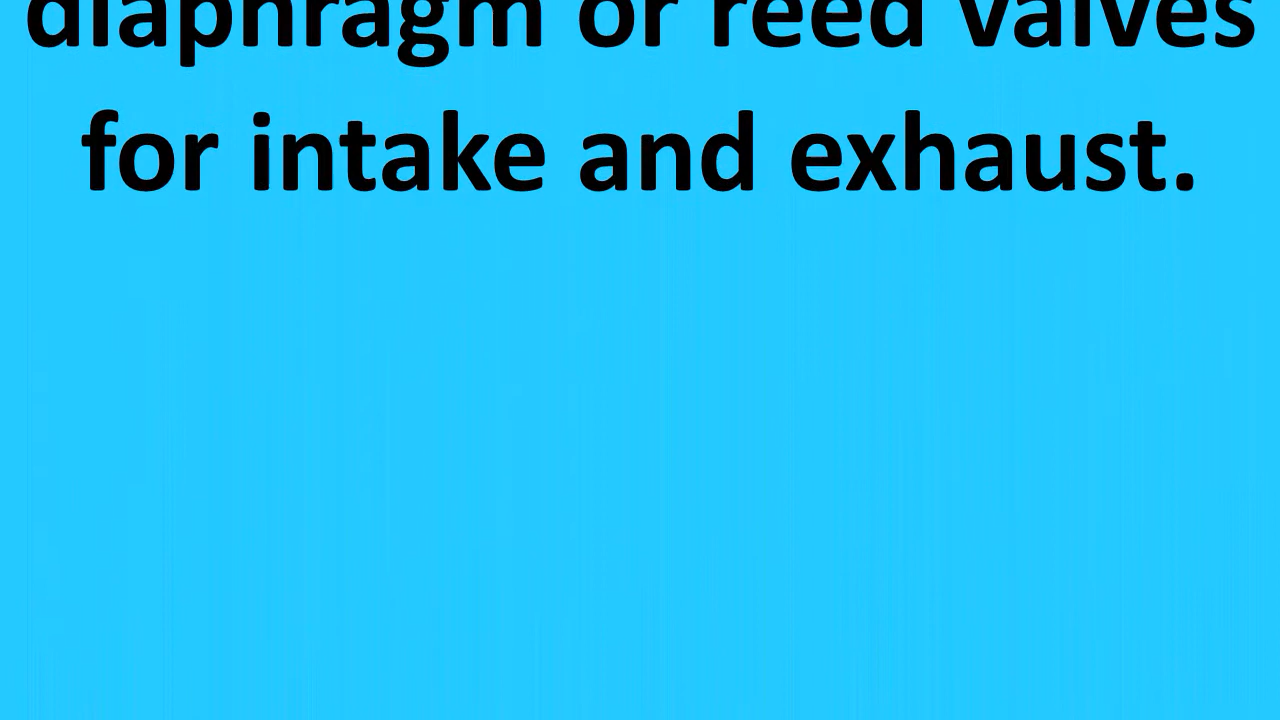 diaphragm or reed valves
for intake and exhaust.